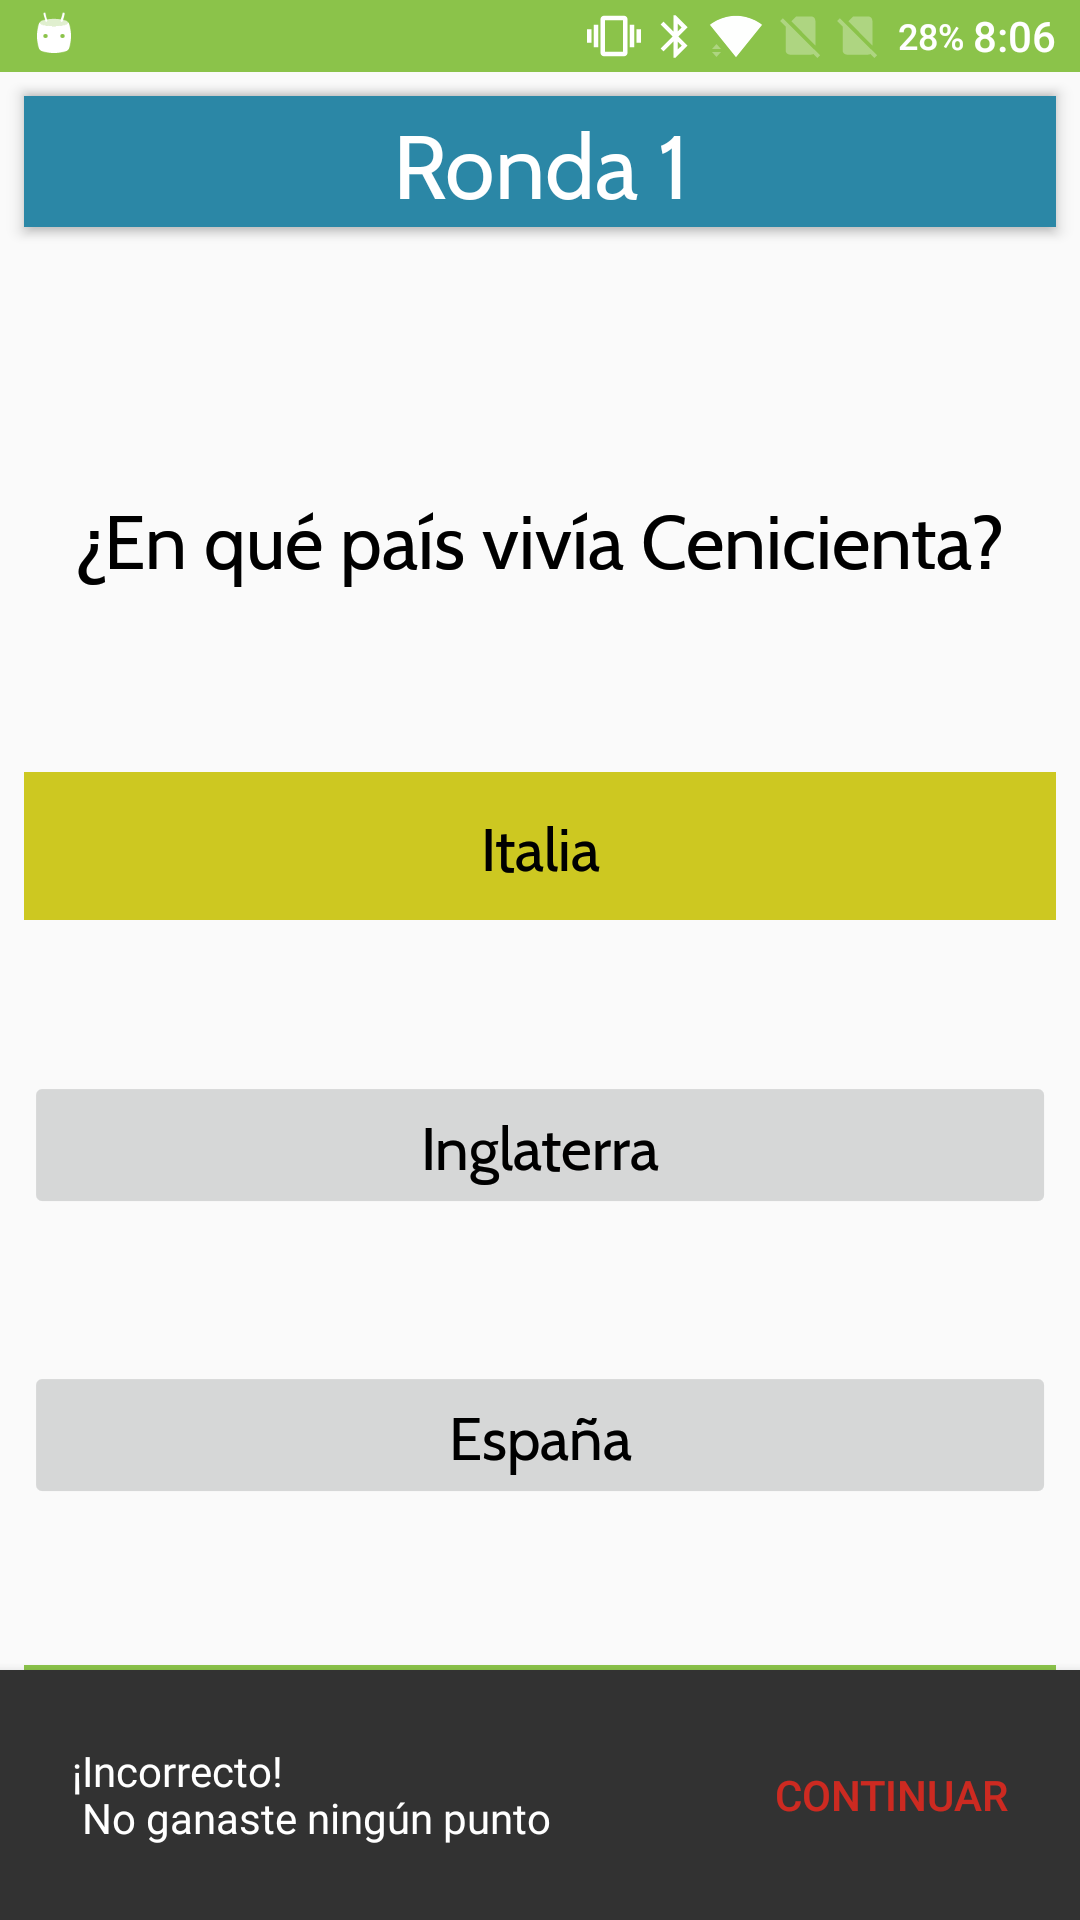 28% 8:06
Ronda 1
¿En qué país vivía Cenicienta?
Italia
Inglaterra
España
¡Incorrecto!
No ganaste ningún punto
CONTINUAR